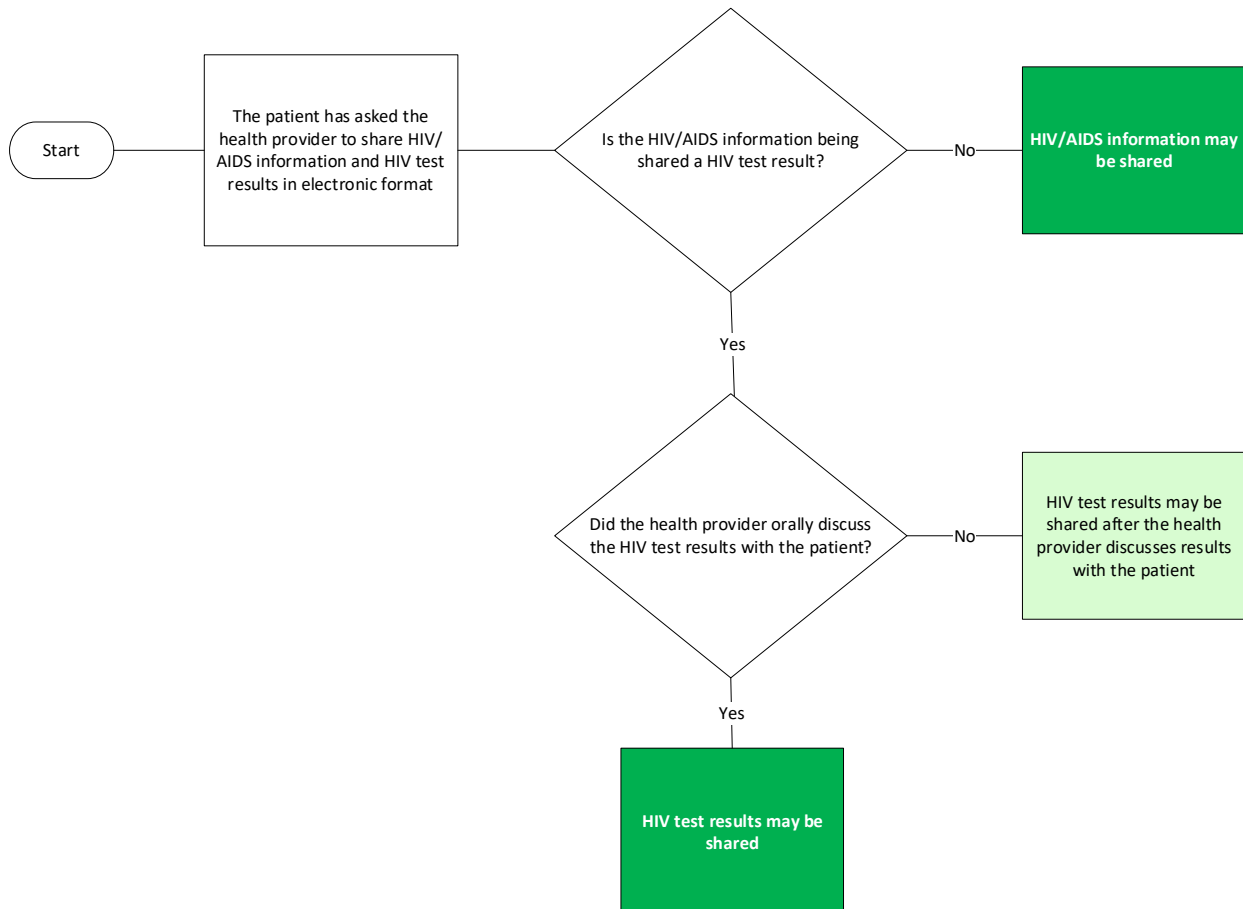 Start
The patient has asked the
health provider to share HIV/
AIDS information and HIV test
results in electronic format
Is the HIV/AIDS information being
shared a HIV test result?
No
HIV/AIDS information may
be shared
Yes
Did the health provider orally discuss
the HIV test results with the patient?
No
HIV test results may be
shared after the health
provider discusses results
with the patient
Yes
HIV test results may be
shared